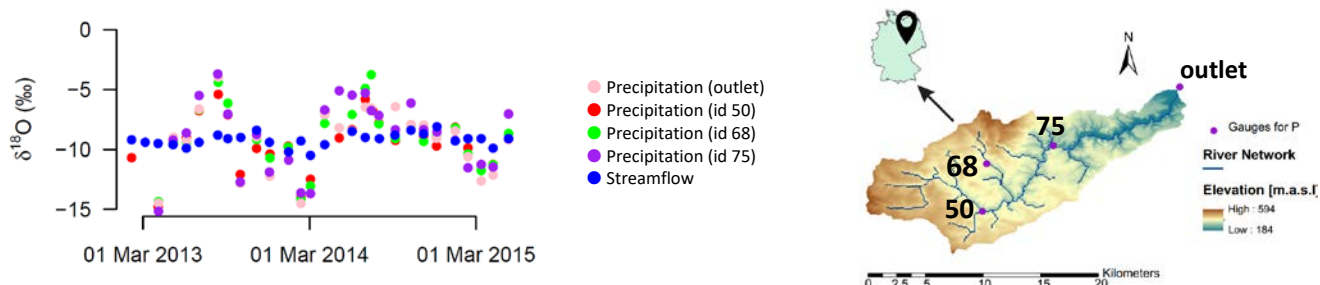 δ18O (‰)
0
−5
−10
−15
01 Mar 2013
01 Mar 2014
01 Mar 2015
Precipitation (outlet)
Precipitation (id 50)
Precipitation (id 68)
Precipitation (id 75)
Streamflow
N
outlet
75
68
50
Gauges for P
River Network
Elevation [m.a.s.l]
High : 594
Low : 184
Kilometers
0 2.5 5 10 15 20